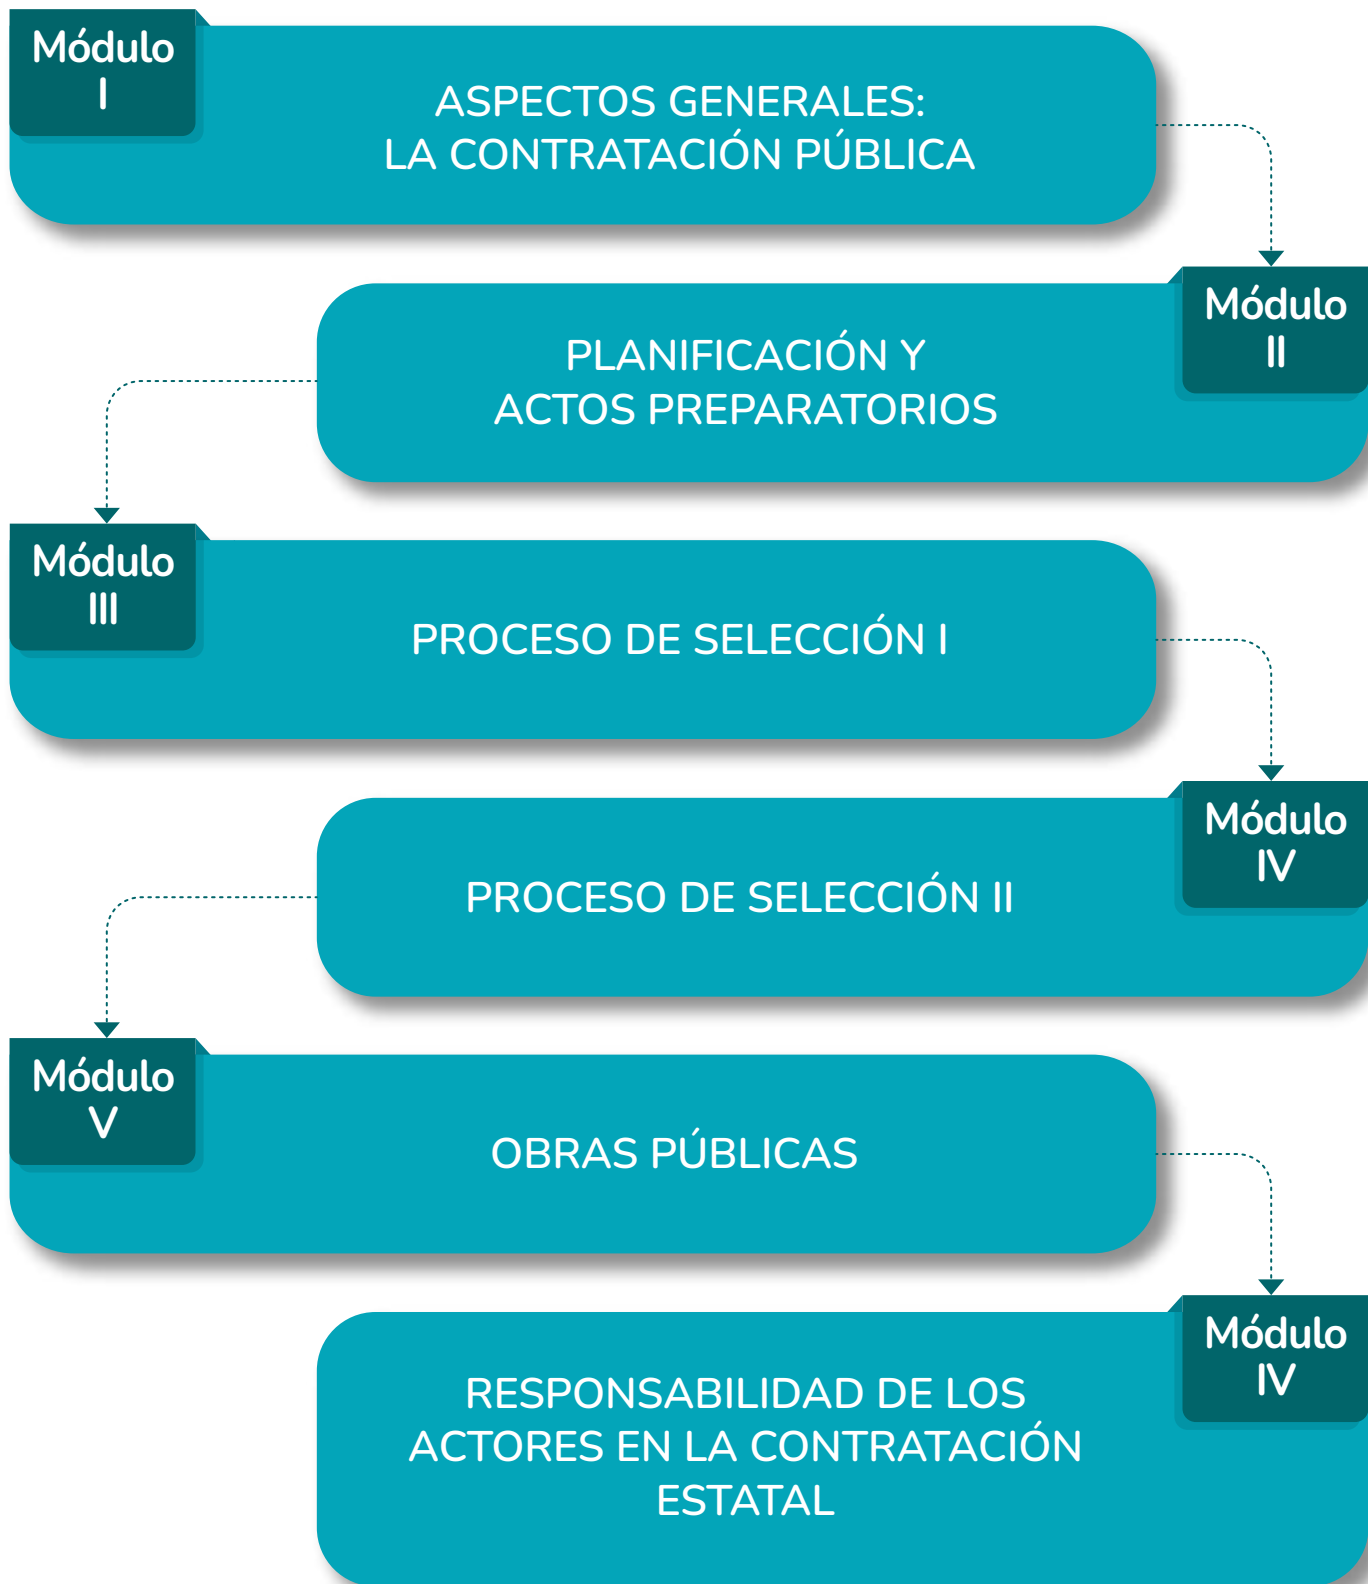 Módulo
I
ASPECTOS GENERALES:
LA CONTRATACIÓN PÚBLICA
Módulo
II
PLANIFICACIÓN Y
ACTOS PREPARATORIOS
Módulo
III
PROCESO DE SELECCIÓN I
Módulo
IV
PROCESO DE SELECCIÓN II
Módulo
V
OBRAS PÚBLICAS
Módulo
IV
RESPONSABILIDAD DE LOS
ACTORES EN LA CONTRATACIÓN
ESTATAL